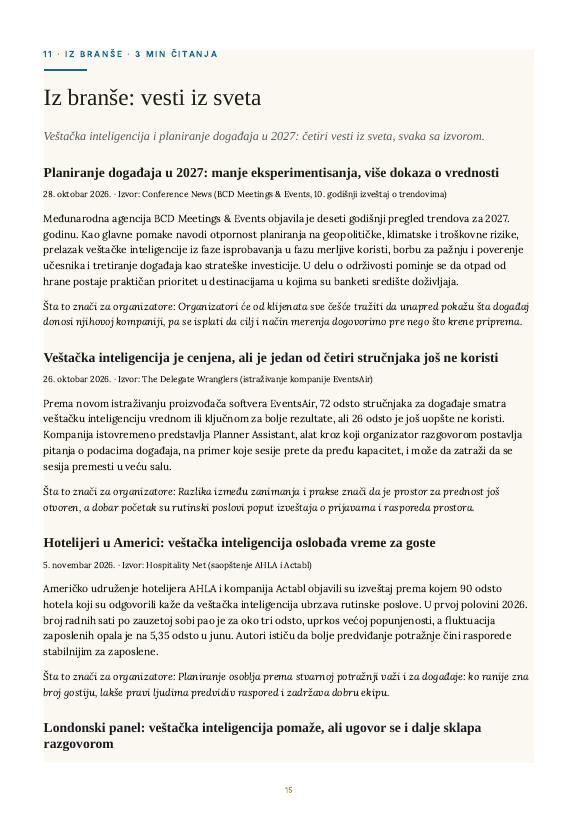 11 · IZ BRANŠE · 3 MIN ČITANJA
Iz branše: vesti iz sveta
Veštačka inteligencija i planiranje događaja u 2027: četiri vesti iz sveta, svaka sa izvorom.
Planiranje događaja u 2027: manje eksperimentisanja, više dokaza o vrednosti
28. oktobar 2026. · Izvor: Conference News (BCD Meetings & Events, 10. godišnji izveštaj o trendovima)
Međunarodna agencija BCD Meetings & Events objavila je deseti godišnji pregled trendova za 2027.
godinu. Kao glavne pomake navodi otpornost planiranja na geopolitičke, klimatske i troškovne rizike,
prelazak veštačke inteligencije iz faze isprobavanja u fazu merljive koristi, borbu za pažnju i poverenje
učesnika i tretiranje događaja kao strateške investicije. U delu o održivosti pominje se da otpad od
hrane postaje praktičan prioritet u destinacijama u kojima su banketi središte doživljaja.
Šta to znači za organizatore: Organizatori će od klijenata sve češće tražiti da unapred pokažu šta događaj
donosi njihovoj kompaniji, pa se isplati da cilj i način merenja dogovorimo pre nego što krene priprema.
Veštačka inteligencija je cenjena, ali je jedan od četiri stručnjaka još ne koristi
26. oktobar 2026. · Izvor: The Delegate Wranglers (istraživanje kompanije EventsAir)
Prema novom istraživanju proizvođača softvera EventsAir, 72 odsto stručnjaka za događaje smatra
veštačku inteligenciju vrednom ili ključnom za bolje rezultate, ali 26 odsto je još uopšte ne koristi.
Kompanija istovremeno predstavlja Planner Assistant, alat kroz koji organizator razgovorom postavlja
pitanja o podacima događaja, na primer koje sesije prete da pređu kapacitet, i može da zatraži da se
sesija premesti u veću salu.
Šta to znači za organizatore: Razlika između zanimanja i prakse znači da je prostor za prednost još
otvoren, a dobar početak su rutinski poslovi poput izveštaja o prijavama i rasporeda prostora.
Hotelijeri u Americi: veštačka inteligencija oslobađa vreme za goste
5. novembar 2026. · Izvor: Hospitality Net (saopštenje AHLA i Actabl)
Američko udruženje hotelijera AHLA i kompanija Actabl objavili su izveštaj prema kojem 90 odsto
hotela koji su odgovorili kaže da veštačka inteligencija ubrzava rutinske poslove. U prvoj polovini 2026.
broj radnih sati po zauzetoj sobi pao je za oko tri odsto, uprkos većoj popunjenosti, a fluktuacija
zaposlenih opala je na 5,35 odsto u junu. Autori ističu da bolje predviđanje potražnje čini rasporede
stabilnijim za zaposlene.
Šta to znači za organizatore: Planiranje osoblja prema stvarnoj potražnji važi i za događaje: ko ranije zna
broj gostiju, lakše pravi ljudima predvidiv raspored i zadržava dobru ekipu.
Londonski panel: veštačka inteligencija pomaže, ali ugovor se i dalje sklapa
razgovorom
15